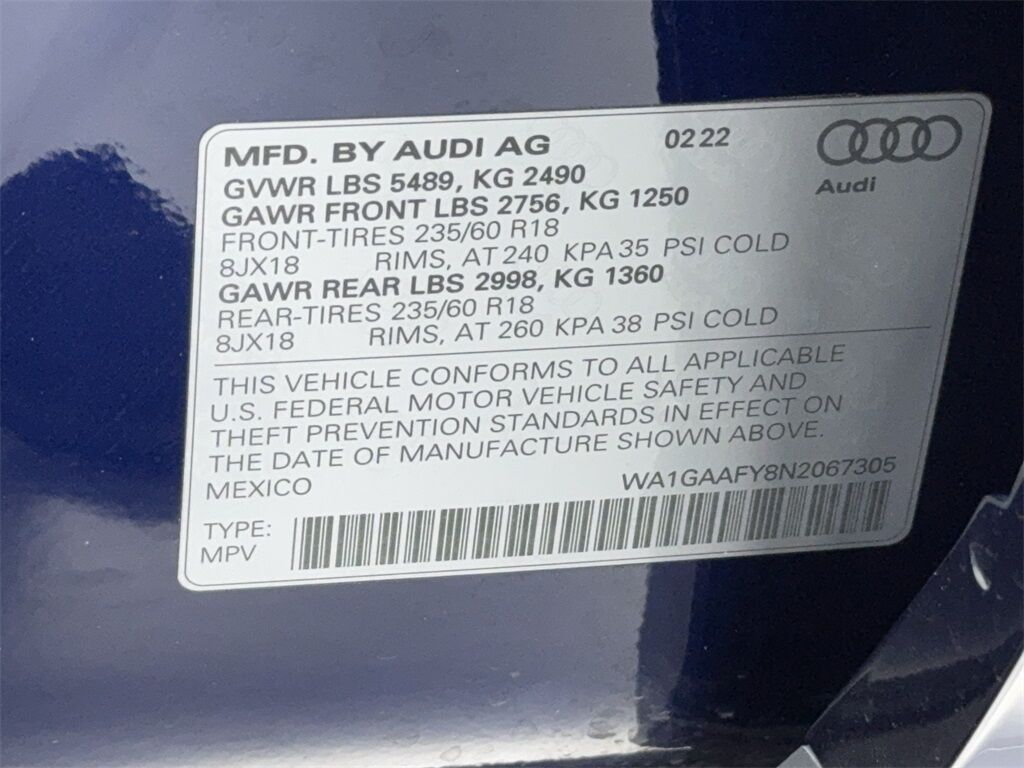 MFD. BY AUDI AG 02 22
Audi
GVWR LBS 5489, KG 2490
GAWR FRONT LBS 2756, KG 1250
FRONT-TIRES 235/60 R18
8JX18 RIMS, AT 240 KPA 35 PSI COLD
GAWR REAR LBS 2998, KG 1360
REAR-TIRES 235/60 R18
8JX18 RIMS, AT 260 KPA 38 PSI COLD
THIS VEHICLE CONFORMS TO ALL APPLICABLE
U.S. FEDERAL MOTOR VEHICLE SAFETY AND
THEFT PREVENTION STANDARDS IN EFFECT ON
THE DATE OF MANUFACTURE SHOWN ABOVE.
MEXICO WA1GAAFY8N2067305
TYPE:
MPV